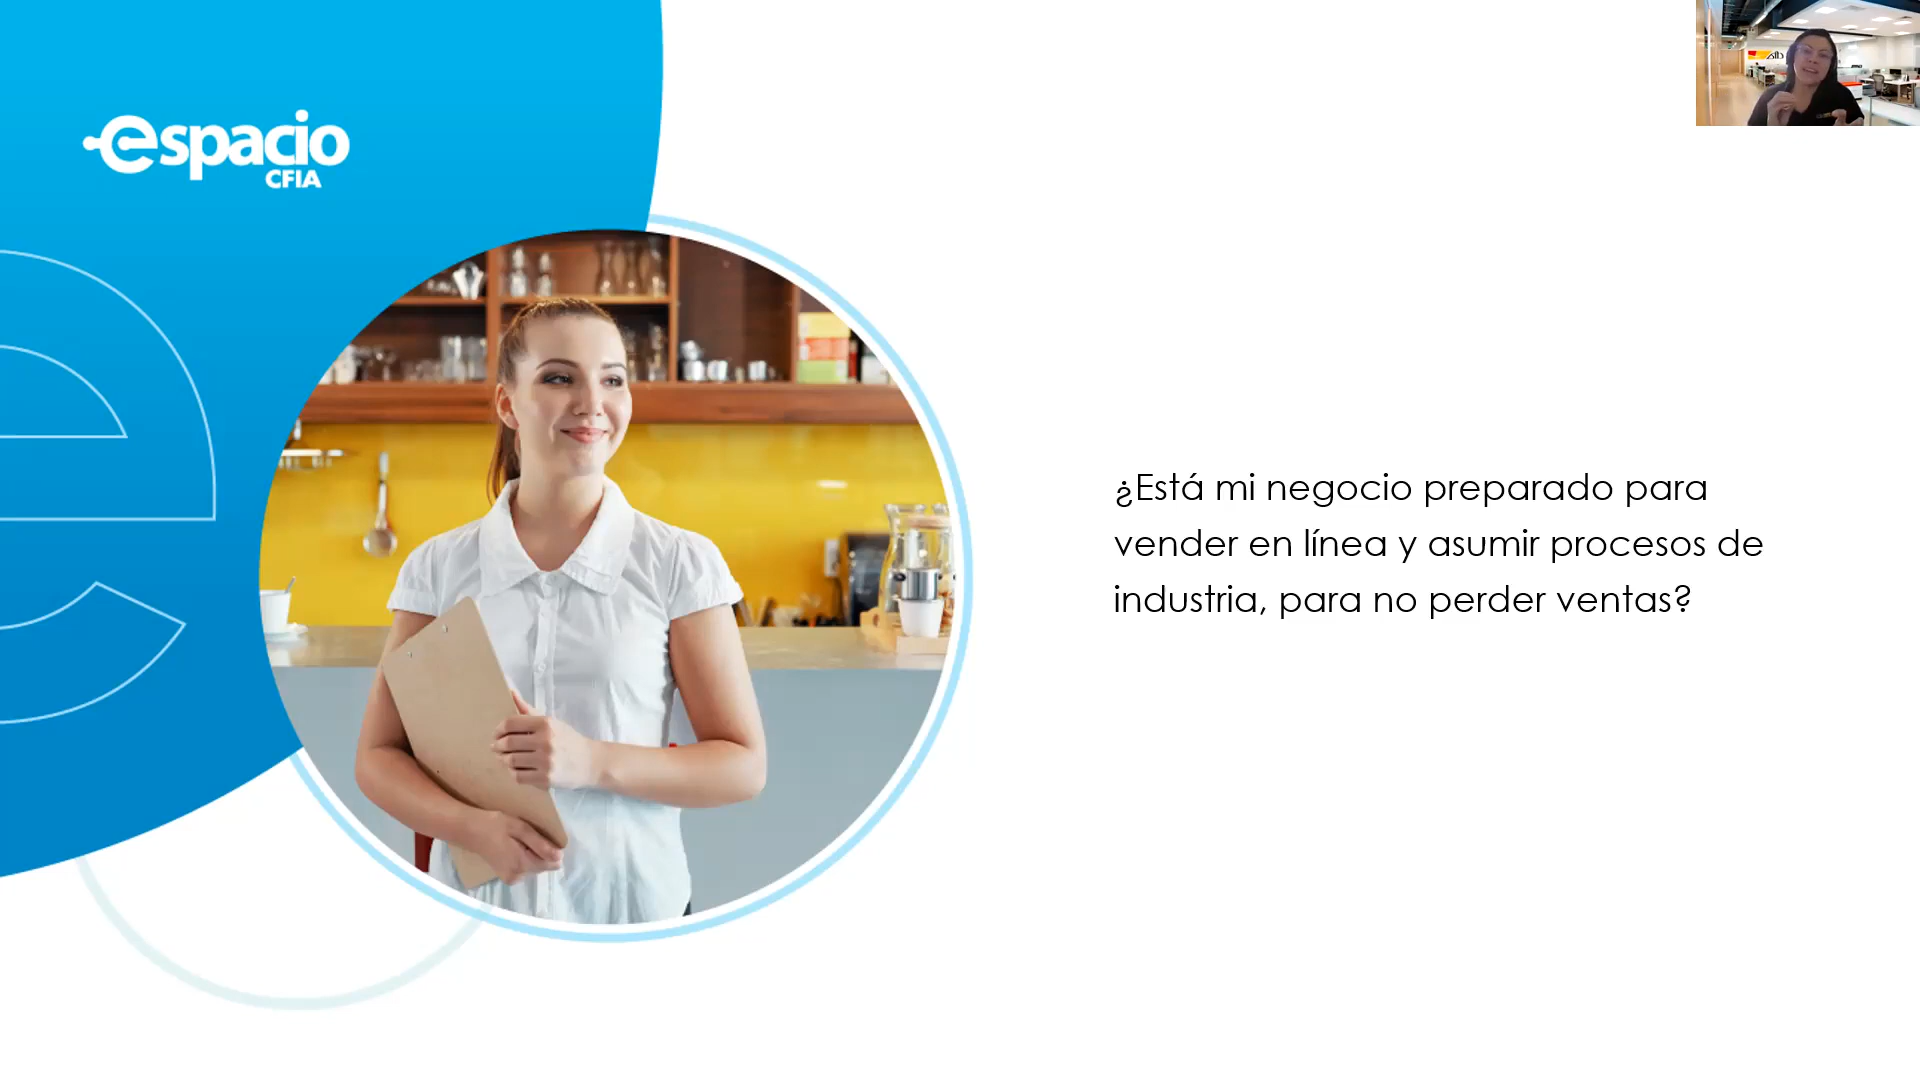 espacio
CFIA
¿Está mi negocio preparado para
vender en línea y asumir procesos de
industria, para no perder ventas?